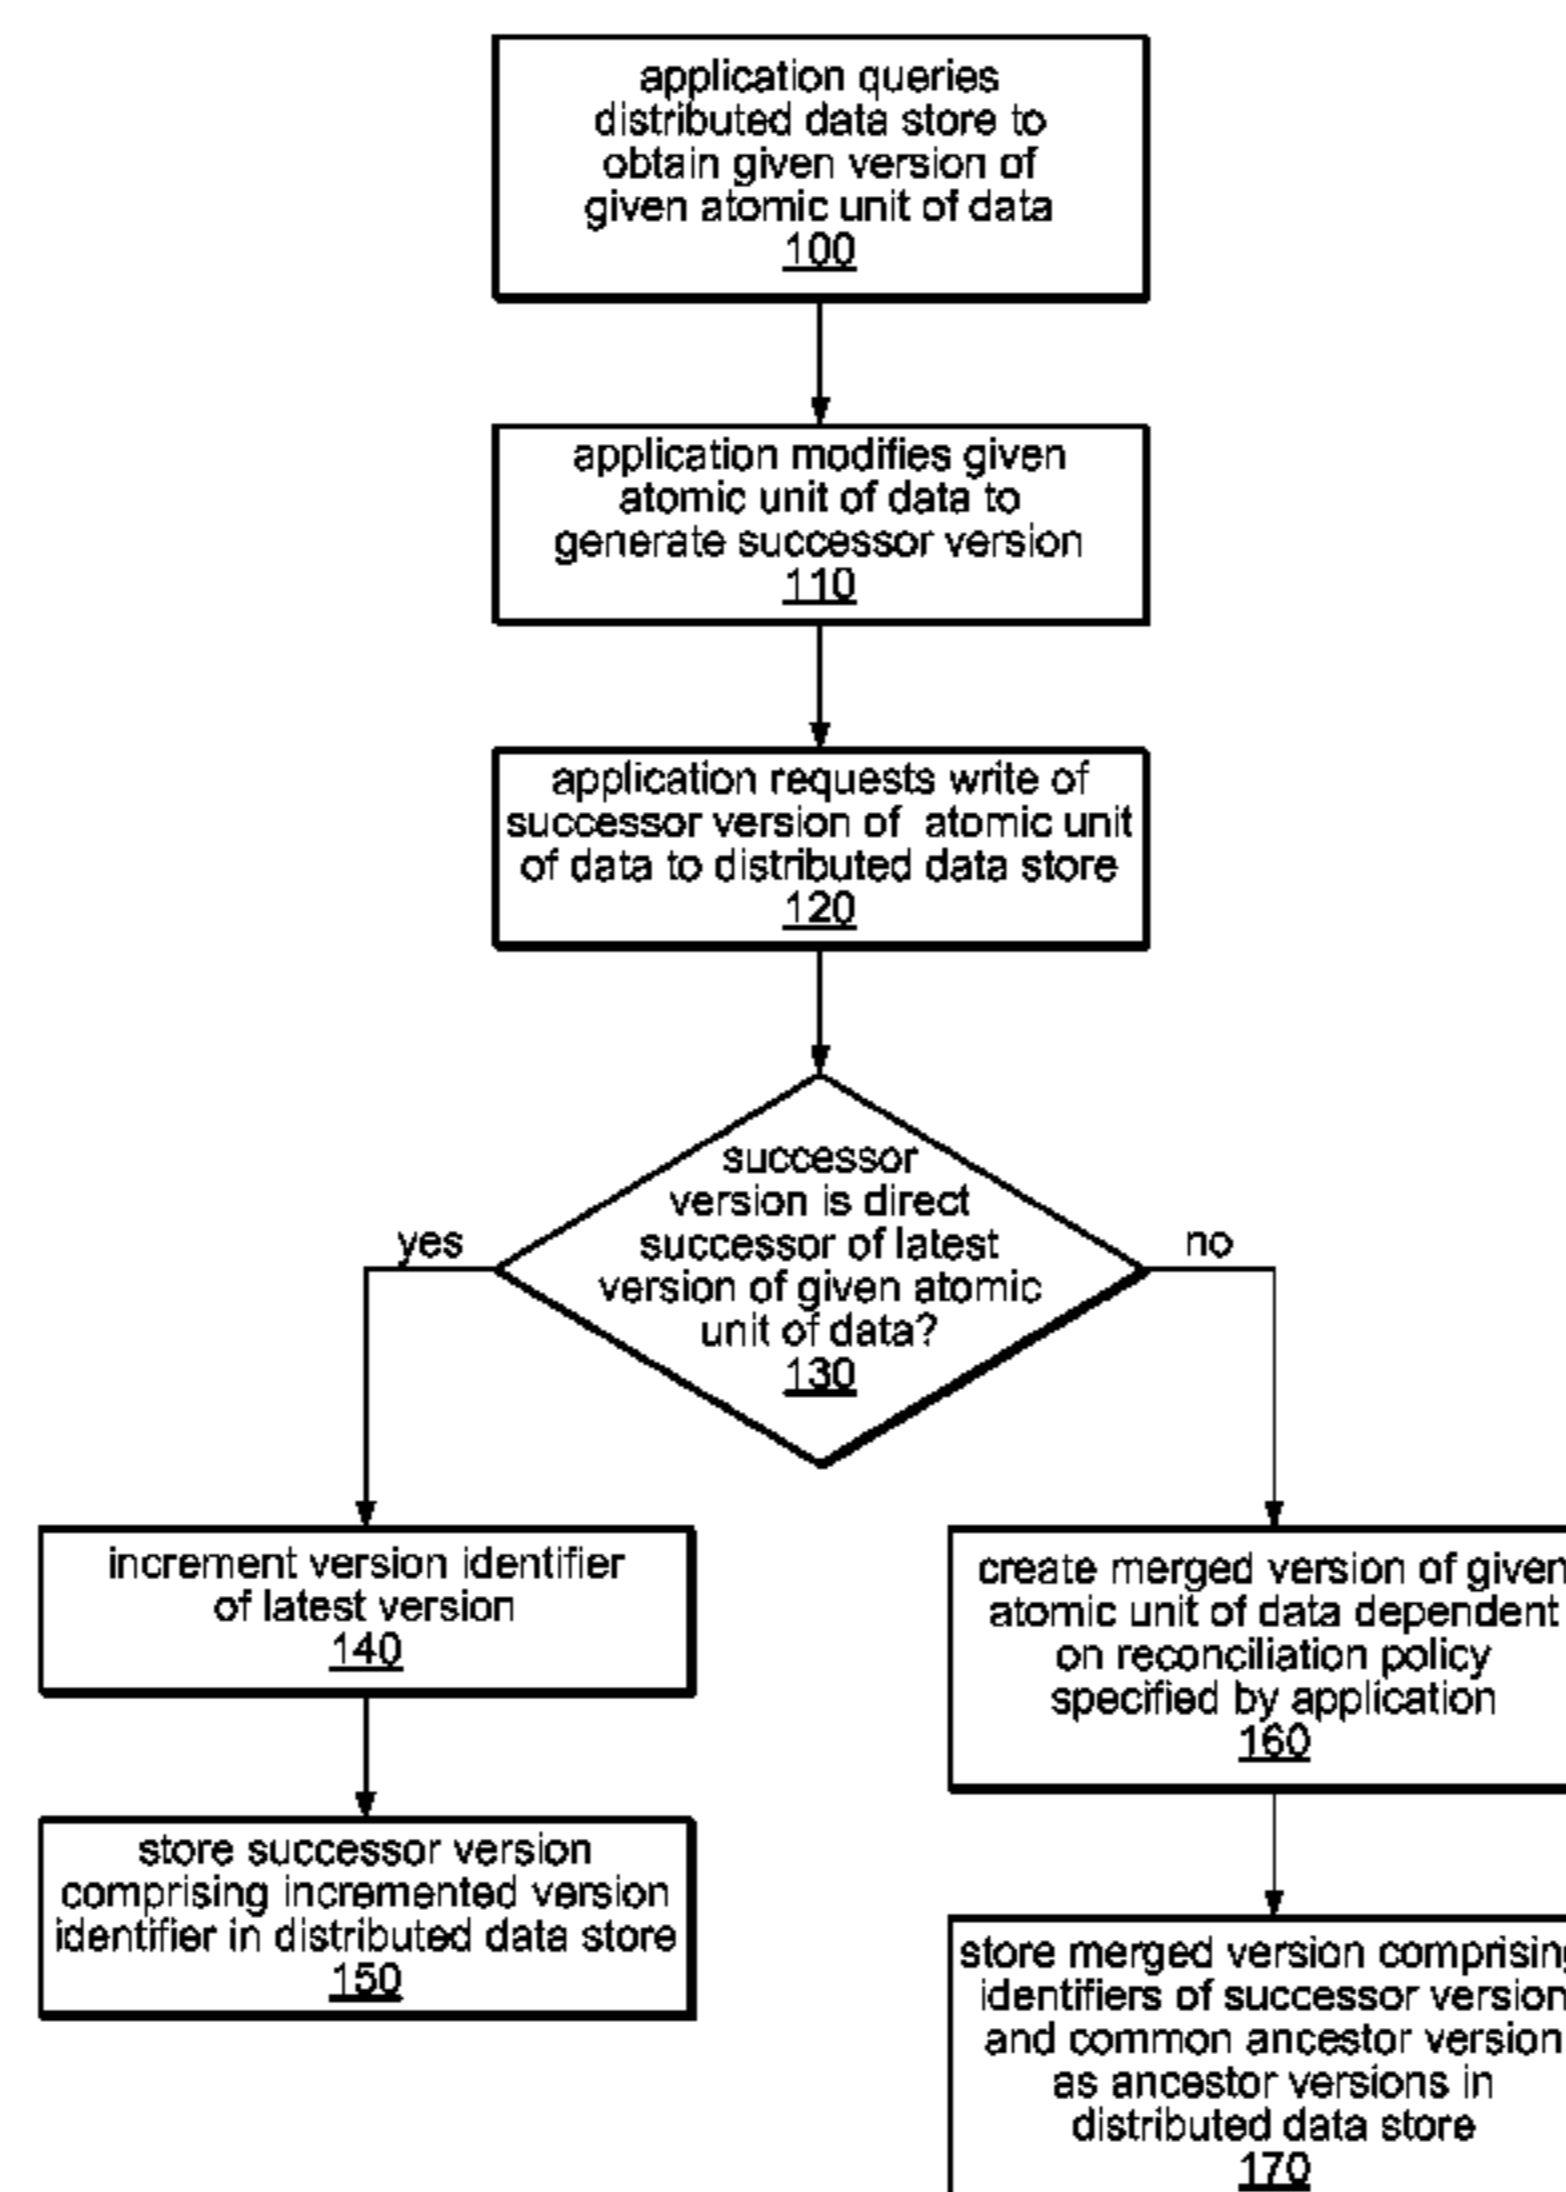 application queries
distributed data store to
obtain given version of
given atomic unit of data
100
application modifies given
atomic unit of data to
generate successor version
110
application requests write of
successor version of atomic unit
of data to distributed data store
120
successor
version is direct
successor of latest
version of given atomic
unit of data?
130
yes
no
increment version identifier
of latest version
140
store successor version
comprising incremented version
identifier in distributed data store
150
create merged version of given
atomic unit of data dependent
on reconciliation policy
specified by application
160
store merged version comprising
identifiers of successor version
and common ancestor version
as ancestor versions in
distributed data store
170